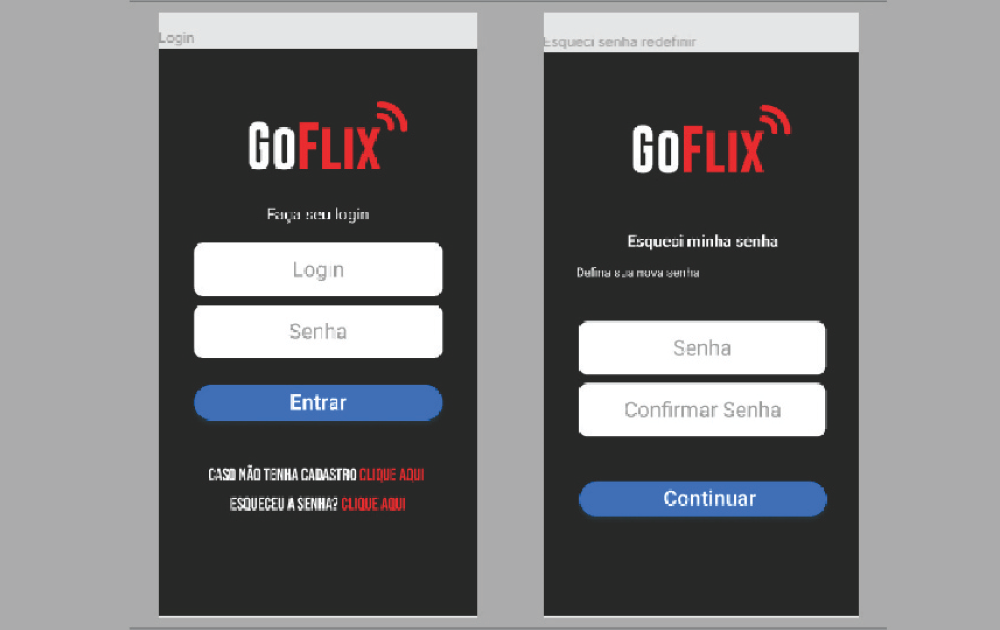 Login
GoFlix
Faça seu login
Login
Senha
Entrar
CASO NÃO TENHA CADASTRO CLIQUE AQUI
ESQUECEU A SENHA? CLIQUE AQUI
Esqueci senha redefinir
GoFlix
Esqueci minha senha
Defina sua nova senha
Senha
Confirmar Senha
Continuar